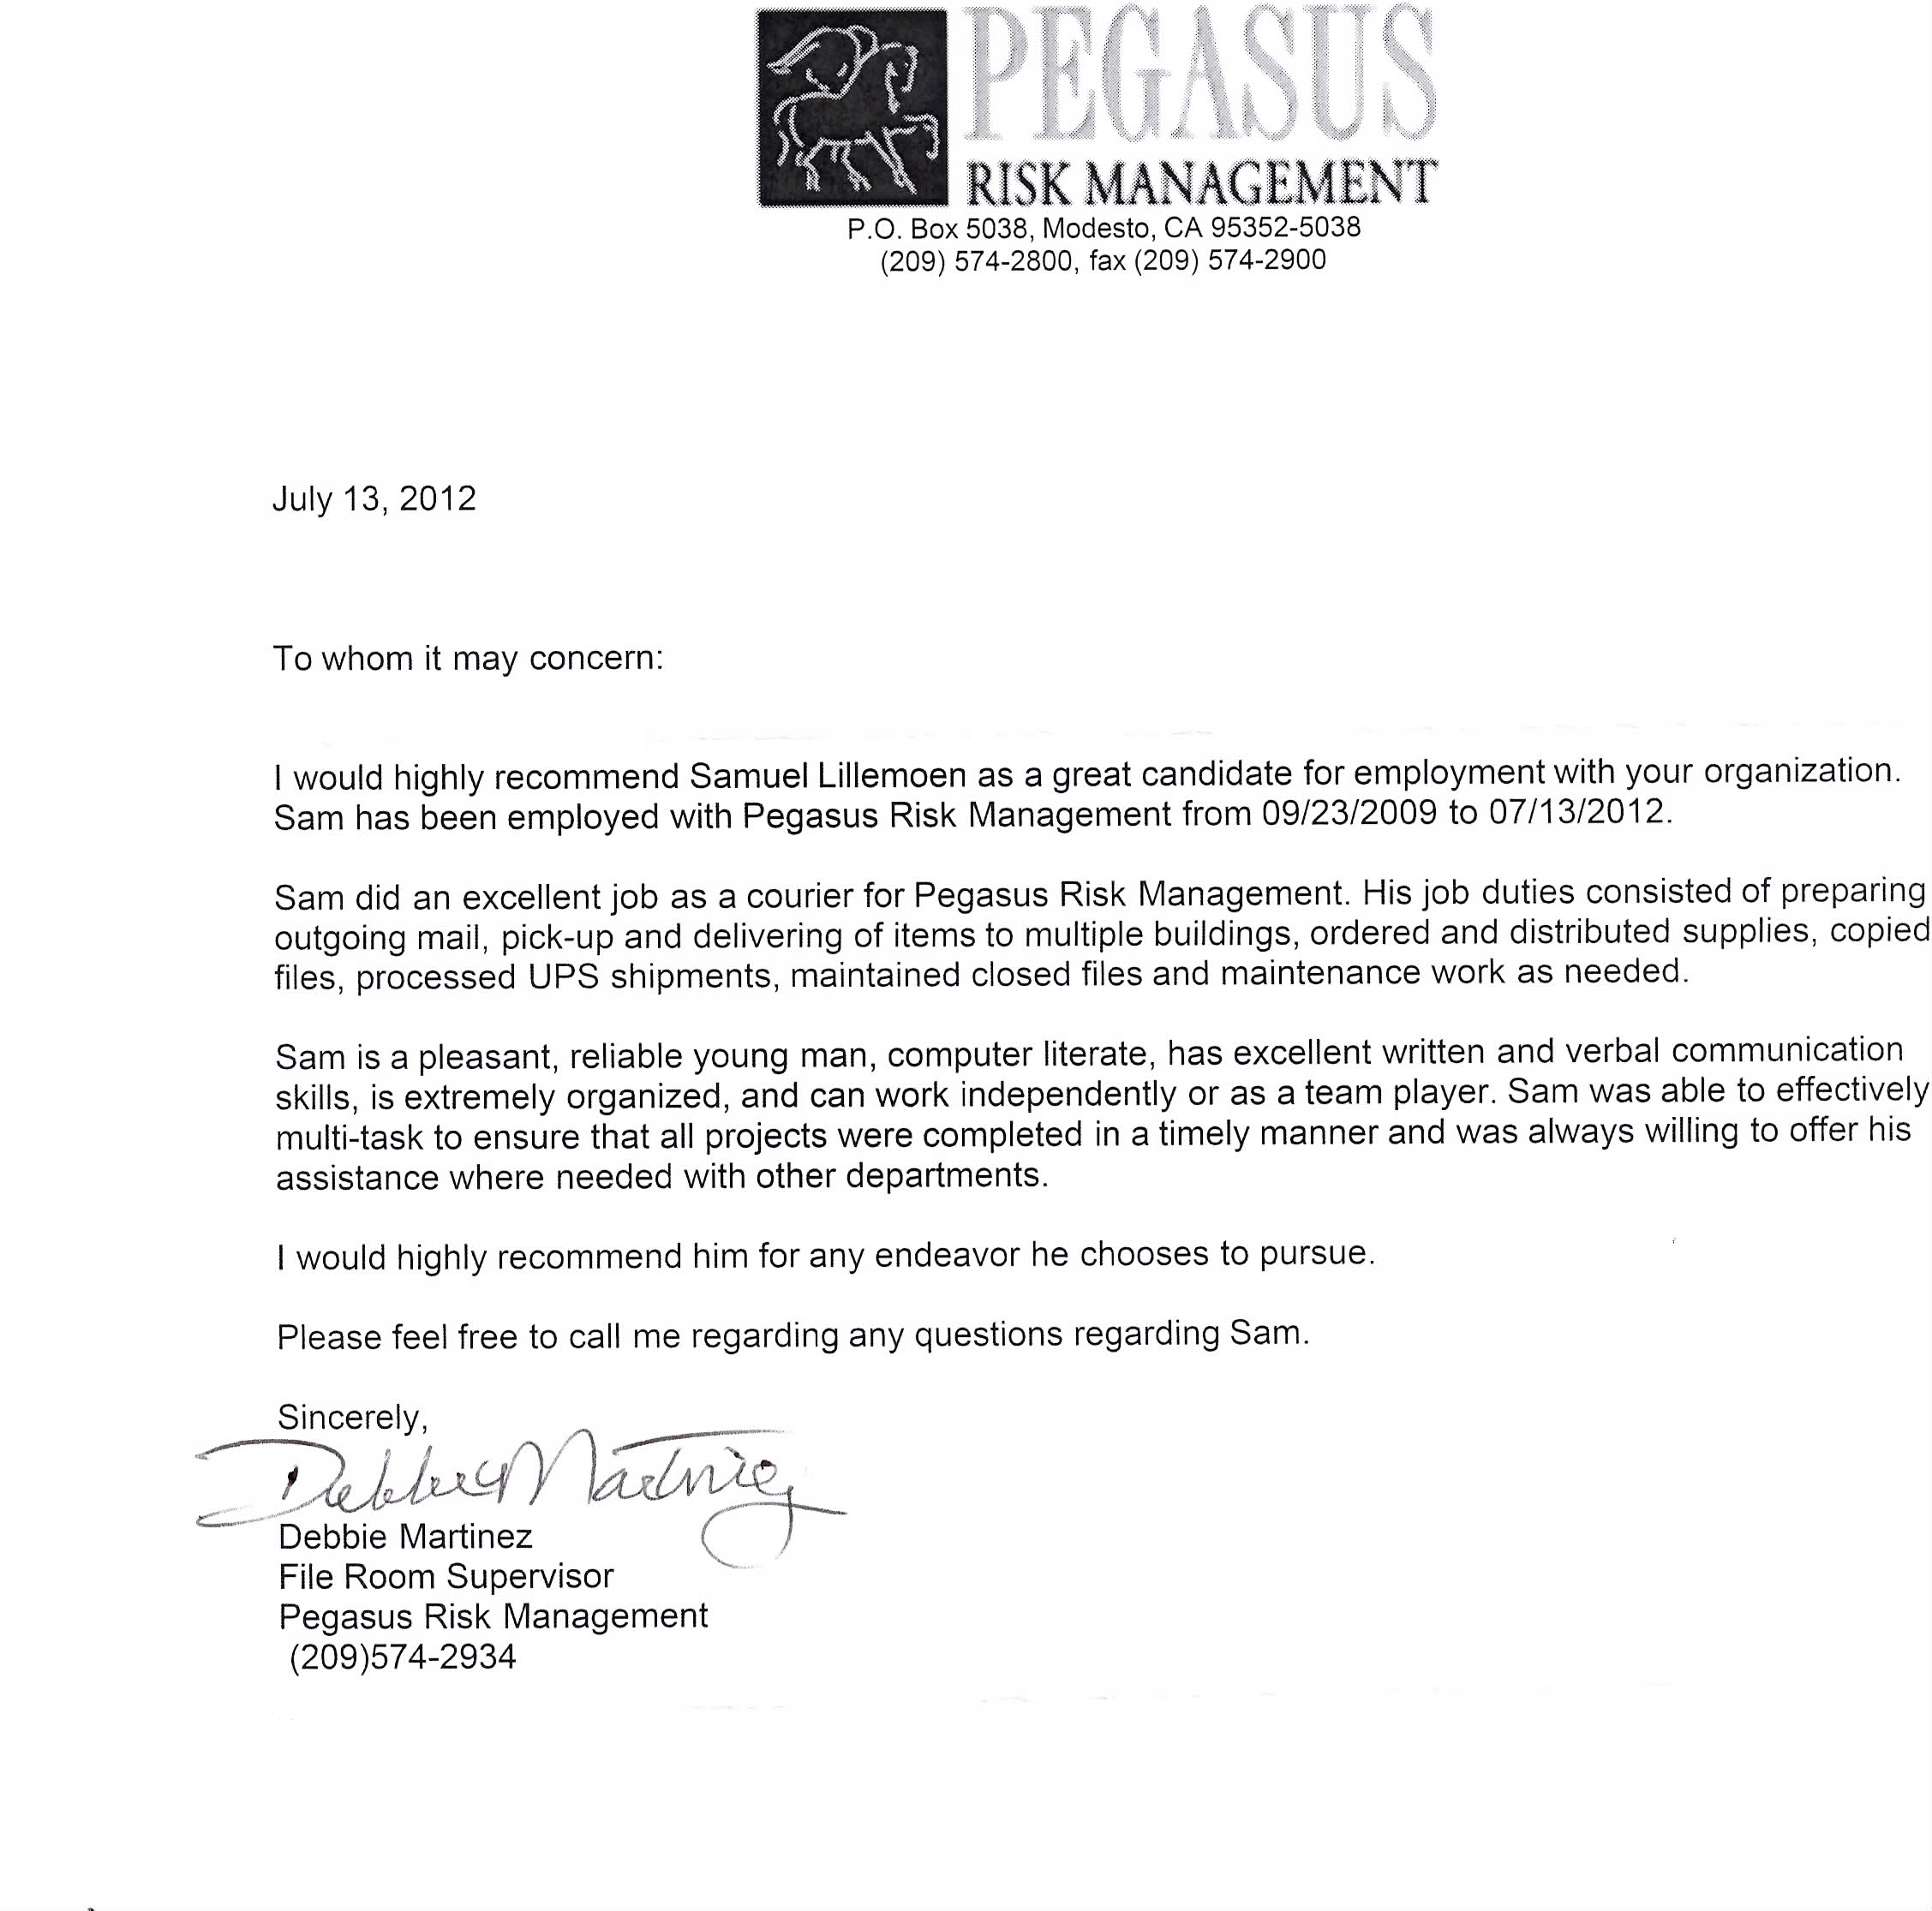 PEGASUS
RISK MANAGEMENT
P.O. Box 5038, Modesto, CA 95352-5038
(209) 574-2800, fax (209) 574-2900
July 13, 2012
To whom it may concern:
I would highly recommend Samuel Lillemoen as a great candidate for employment with your organization.
Sam has been employed with Pegasus Risk Management from 09/23/2009 to 07/13/2012.
Sam did an excellent job as a courier for Pegasus Risk Management. His job duties consisted of preparing
outgoing mail, pick-up and delivering of items to multiple buildings, ordered and distributed supplies, copied
files, processed UPS shipments, maintained closed files and maintenance work as needed.
Sam is a pleasant, reliable young man, computer literate, has excellent written and verbal communication
skills, is extremely organized, and can work independently or as a team player. Sam was able to effectively
multi-task to ensure that all projects were completed in a timely manner and was always willing to offer his
assistance where needed with other departments.
I would highly recommend him for any endeavor he chooses to pursue.
Please feel free to call me regarding any questions regarding Sam.
Sincerely,
Debbie Martinez
Debbie Martinez
File Room Supervisor
Pegasus Risk Management
(209)574-2934